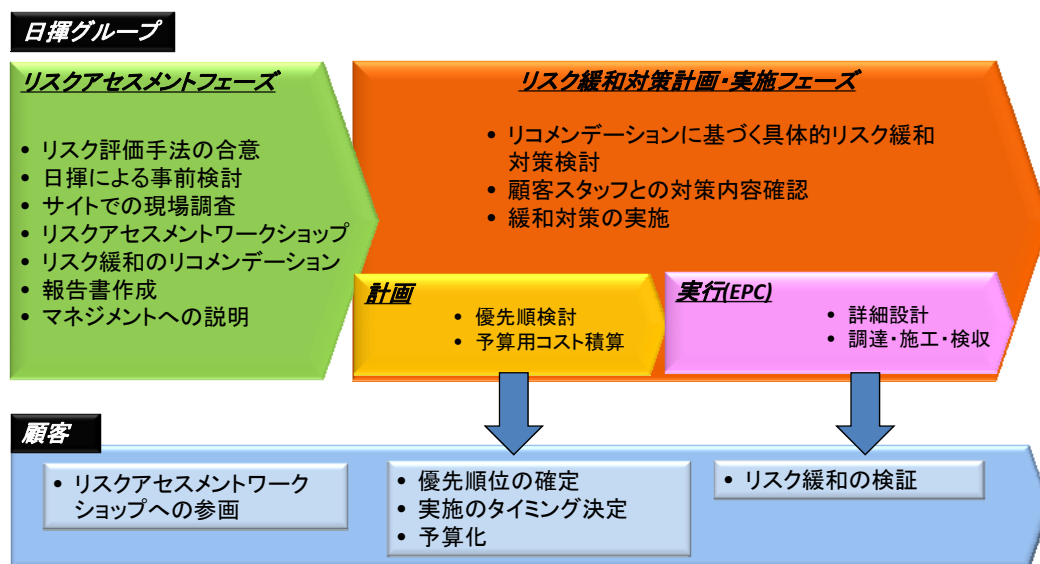 日揮グループ
リスクアセスメントフェーズ
• リスク評価手法の合意
• 日揮による事前検討
• サイトでの現場調査
• リスクアセスメントワークショップ
• リスク緩和のリコメンデーション
• 報告書作成
• マネジメントへの説明
リスク緩和対策計画・実施フェーズ
• リコメンデーションに基づく具体的リスク緩和
対策検討
• 顧客スタッフとの対策内容確認
• 緩和対策の実施
計画
• 優先順検討
• 予算用コスト積算
実行(EPC)
• 詳細設計
• 調達・施工・検収
顧客
• リスクアセスメントワーク
ショップへの参画
• 優先順位の確定
• 実施のタイミング決定
• 予算化
• リスク緩和の検証